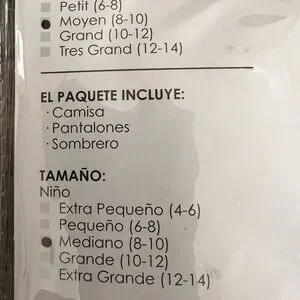 Petit (6-8)
Moyen (8-10)
Grand (10-12)
Tres Grand (12-14)
EL PAQUETE INCLUYE:
· Camisa
· Pantalones
· Sombrero
TAMAÑO:
Niño
Extra Pequeño (4-6)
Pequeño (6-8)
Mediano (8-10)
Grande (10-12)
Extra Grande (12-14)